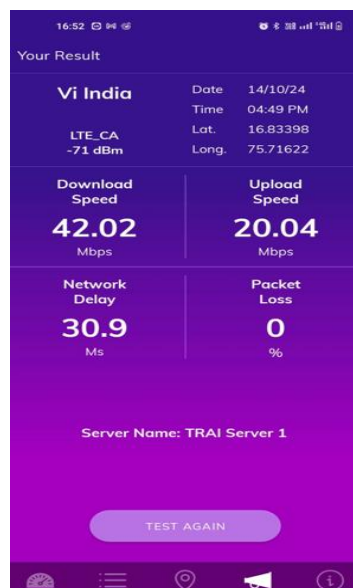 16:52
Your Result
Vi India
LTE_CA
-71 dBm
Date 14/10/24
Time 04:49 PM
Lat. 16.83398
Long. 75.71622
Download
Speed
42.02
Mbps
Upload
Speed
20.04
Mbps
Network
Delay
30.9
Ms
Packet
Loss
0
%
Server Name: TRAI Server 1
TEST AGAIN